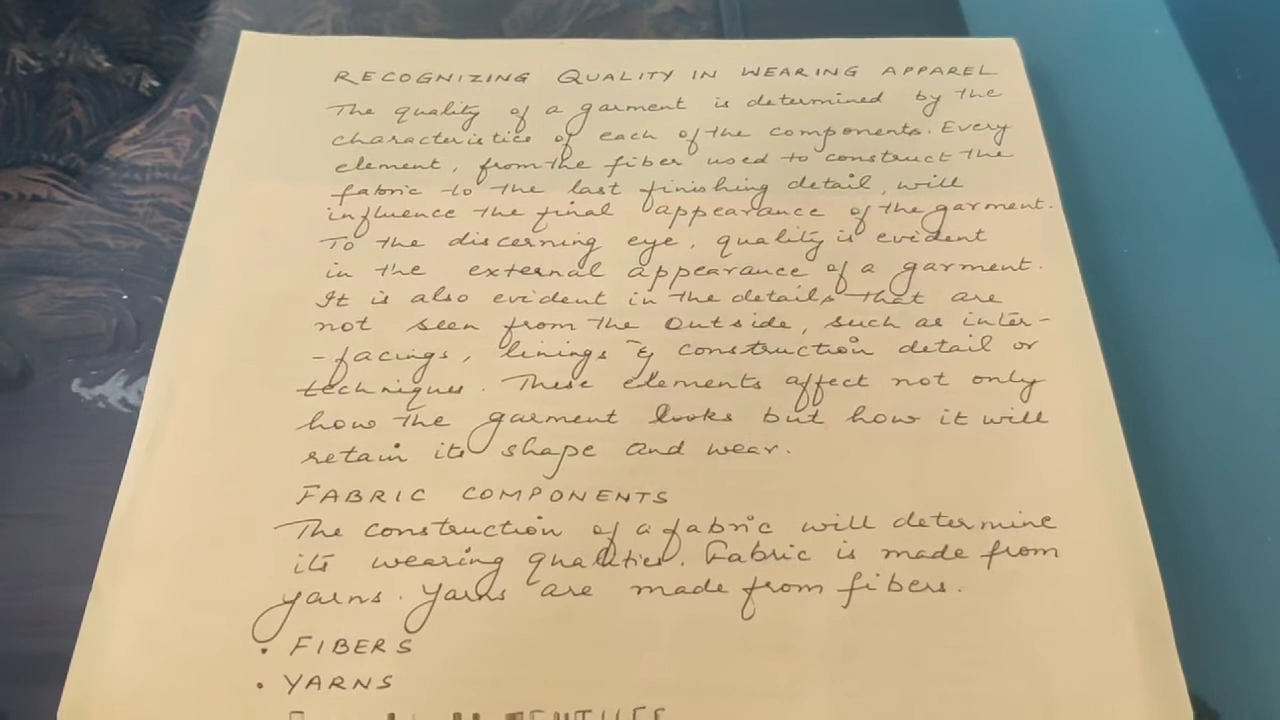 RECOGNIZING QUALITY IN WEARING APPAREL
The quality of a garment is determined by the
characteristics of each of the components. Every
element, from the fiber used to construct the
fabric to the last finishing detail, will
influence the final appearance of the garment.
To the discerning eye, quality is evident
in the external appearance of a garment.
It is also evident in the details that are
not seen from the outside, such as inter-
-facings, linings & construction detail or
techniques. These elements affect not only
how the garment looks but how it will
retain its shape and wear.
FABRIC COMPONENTS
The construction of a fabric will determine
its wearing qualities. Fabric is made from
yarns. Yarns are made from fibers.
• FIBERS
• YARNS